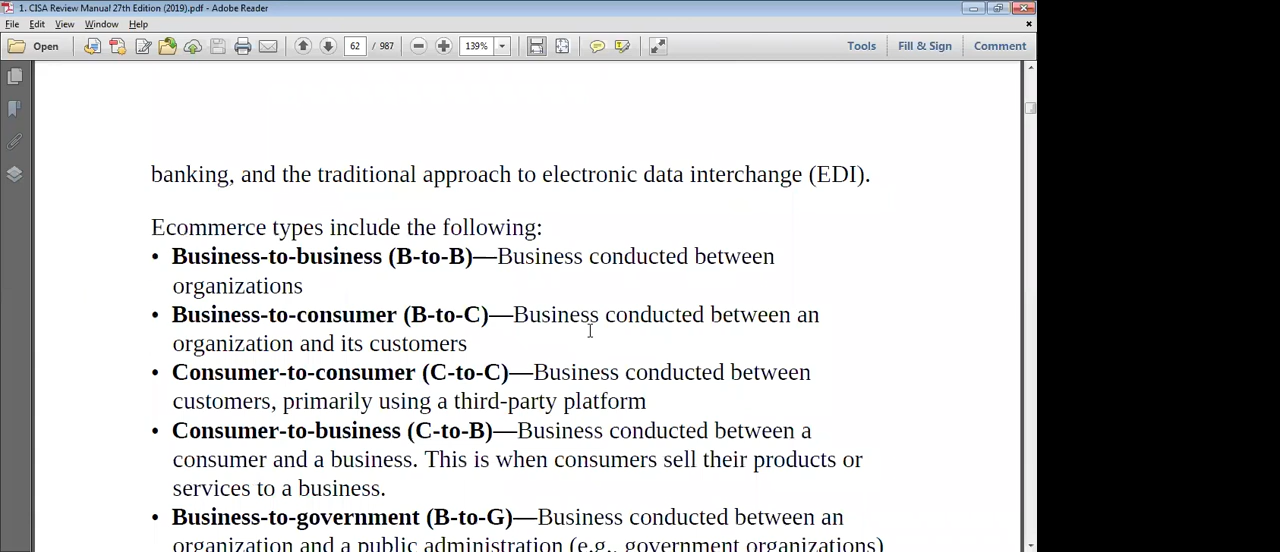 1. CISA Review Manual 27th Edition (2019).pdf - Adobe Reader
File Edit View Window Help
Open 62 / 987 139% Tools Fill & Sign Comment
banking, and the traditional approach to electronic data interchange (EDI).
Ecommerce types include the following:
• Business-to-business (B-to-B)—Business conducted between
organizations
• Business-to-consumer (B-to-C)—Business conducted between an
organization and its customers
• Consumer-to-consumer (C-to-C)—Business conducted between
customers, primarily using a third-party platform
• Consumer-to-business (C-to-B)—Business conducted between a
consumer and a business. This is when consumers sell their products or
services to a business.
• Business-to-government (B-to-G)—Business conducted between an
organization and a public administration (e.g., government organizations)